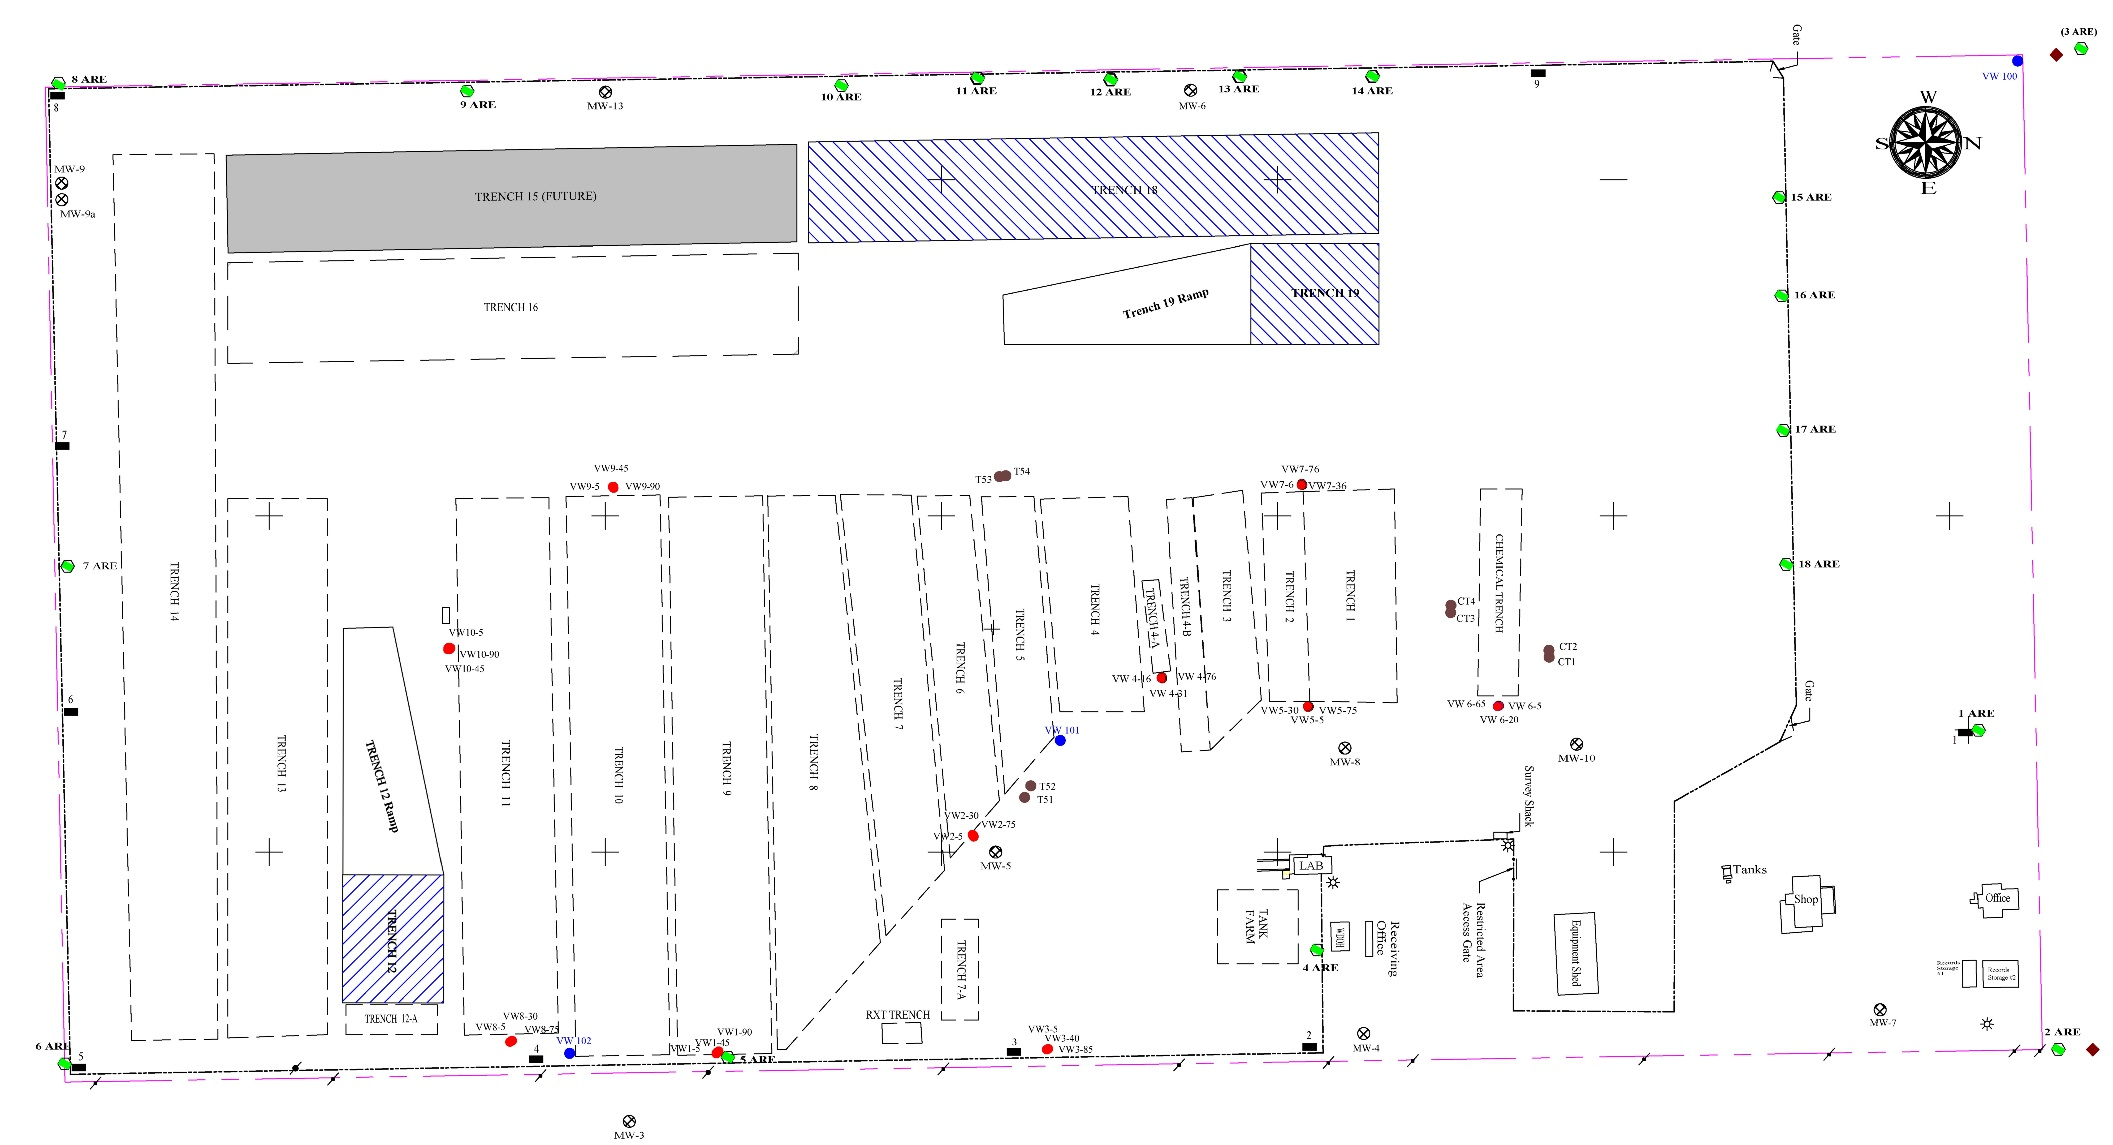 Gate
(3 ARE)
VW 100
8 ARE
8
9 ARE
MW-13
10 ARE
11 ARE
12 ARE
MW-6
13 ARE
14 ARE
9
W
S
N
E
MW-9
MW-9a
TRENCH 15 (FUTURE)
TRENCH 18
15 ARE
TRENCH 16
Trench 19 Ramp
TRENCH 19
16 ARE
7
17 ARE
VW9-45
VW9-5
VW9-90
T53
T54
VW7-76
VW7-6
VW7-36
7 ARE
TRENCH 14
18 ARE
VW10-5
VW10-90
VW10-45
TRENCH 13
TRENCH 12 Ramp
TRENCH 11
TRENCH 10
TRENCH 9
TRENCH 8
TRENCH 7
TRENCH 6
TRENCH 5
TRENCH 4
TRENCH 4-A
TRENCH 4-B
TRENCH 3
TRENCH 2
TRENCH 1
CHEMICAL TRENCH
CT4
CT3
CT2
CT1
VW 4-16
VW 4-76
VW 4-31
VW5-30
VW5-75
VW5-5
VW 6-65
VW 6-5
VW 6-20
6
Gate
1 ARE
1
VW 101
MW-8
MW-10
T52
T51
Survey Shack
VW2-30
VW2-75
VW2-5
MW-5
LAB
Tanks
Shop
Office
TRENCH 12
TANK
FARM
WDOH
Receiving
Office
Restricted Area
Access Gate
Equipment Shed
4 ARE
Records
Storage
#1
Records
Storage #2
TRENCH 7-A
TRENCH 12-A
RXT TRENCH
MW-7
VW8-30
VW8-5
VW8-75
VW 102
VW1-90
VW1-45
VW1-5
5 ARE
VW3-5
VW3-40
VW3-85
3
2
MW-4
2 ARE
6 ARE
5
4
MW-3